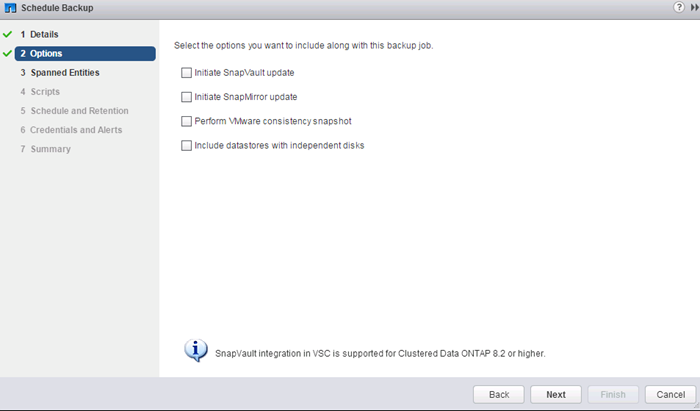 Schedule Backup
?
1 Details
2 Options
3 Spanned Entities
4 Scripts
5 Schedule and Retention
6 Credentials and Alerts
7 Summary
Select the options you want to include along with this backup job.
Initiate SnapVault update
Initiate SnapMirror update
Perform VMware consistency snapshot
Include datastores with independent disks
SnapVault integration in VSC is supported for Clustered Data ONTAP 8.2 or higher.
Back Next Finish Cancel